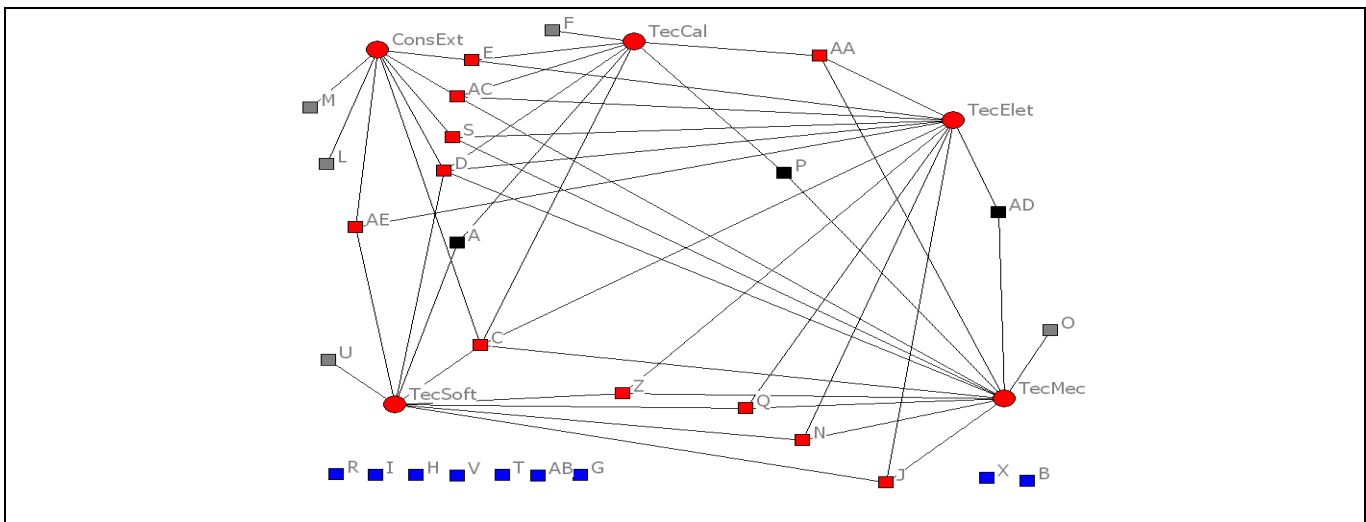 F
TecCal
ConsExt
E
AA
AC
M
TecElet
S
L
D
P
AD
AE
A
O
C
U
Z
TecMec
TecSoft
Q
N
R I H V T AB G J X B